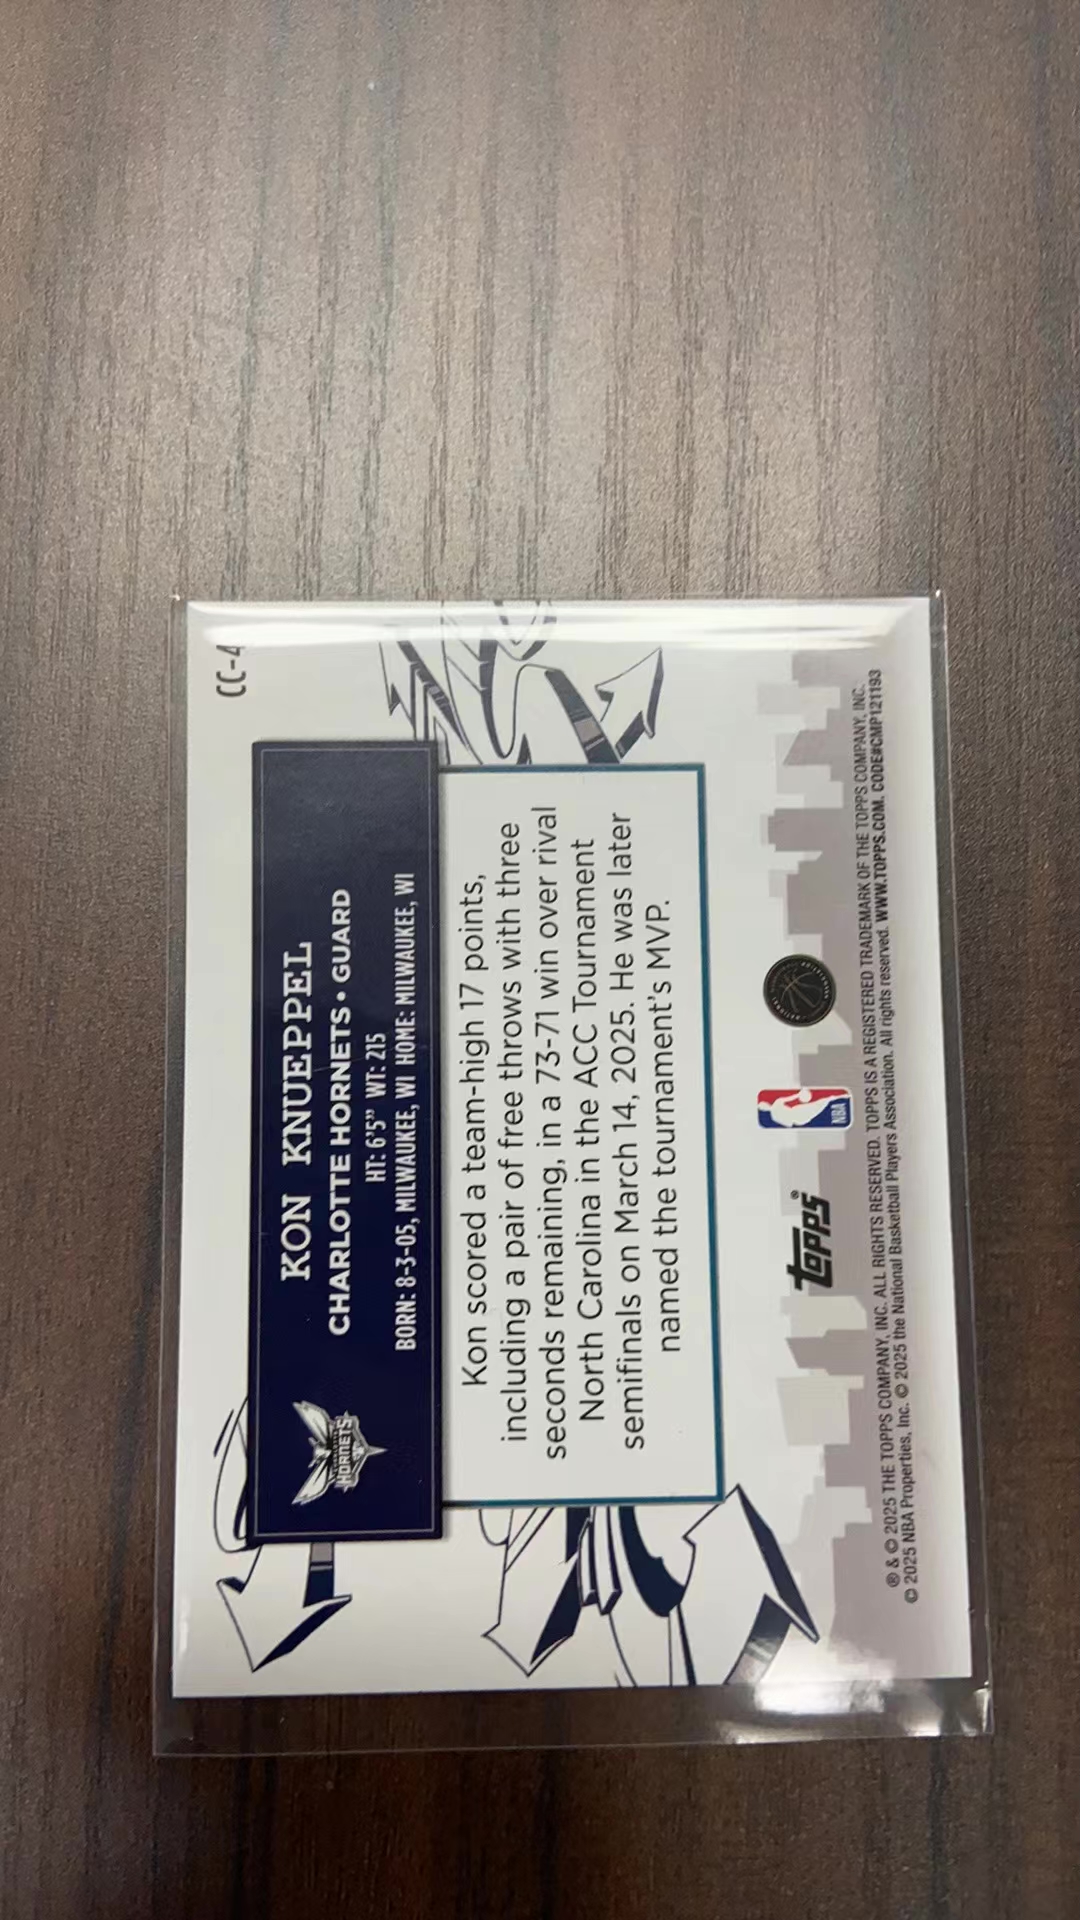 CC-4
KON KNUEPPEL
CHARLOTTE HORNETS • GUARD
HT: 6'5" WT: 215
BORN: 8-3-05, MILWAUKEE, WI HOME: MILWAUKEE, WI
HORNETS
Kon scored a team-high 17 points,
including a pair of free throws with three
seconds remaining, in a 73-71 win over rival
North Carolina in the ACC Tournament
semifinals on March 14, 2025. He was later
named the tournament's MVP.
topps®
NBA
® & © 2025 THE TOPPS COMPANY, INC. ALL RIGHTS RESERVED. TOPPS IS A REGISTERED TRADEMARK OF THE TOPPS COMPANY, INC.
© 2025 NBA Properties, Inc. © 2025 the National Basketball Players Association. All rights reserved. WWW.TOPPS.COM. CODE#CMP121193